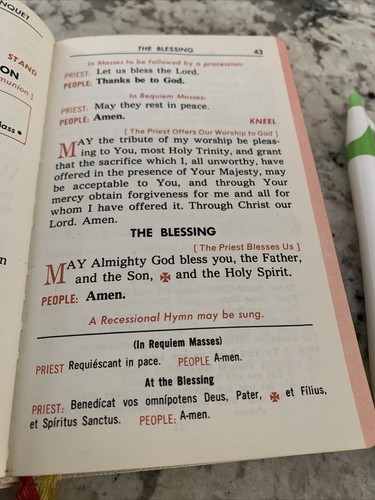 NQUET
STAND
ON
munion ]
lass •
n
THE BLESSING 43
In Masses to be followed by a procession:
PRIEST: Let us bless the Lord.
PEOPLE: Thanks be to God.
In Requiem Masses:
PRIEST: May they rest in peace.
PEOPLE: Amen.
KNEEL
[ The Priest Offers Our Worship to God ]
MAY the tribute of my worship be pleas-
ing to You, most Holy Trinity, and grant
that the sacrifice which I, all unworthy, have
offered in the presence of Your Majesty, may
be acceptable to You, and through Your
mercy obtain forgiveness for me and all for
whom I have offered it. Through Christ our
Lord. Amen.
THE BLESSING
[ The Priest Blesses Us ]
MAY Almighty God bless you, the Father,
and the Son, ✠ and the Holy Spirit.
PEOPLE: Amen.
A Recessional Hymn may be sung.
(In Requiem Masses)
PRIEST Requiéscant in pace. PEOPLE A-men.
At the Blessing
PRIEST: Benedícat vos omnípotens Deus, Pater, ✠ et Fílius,
et Spíritus Sanctus. PEOPLE: A-men.